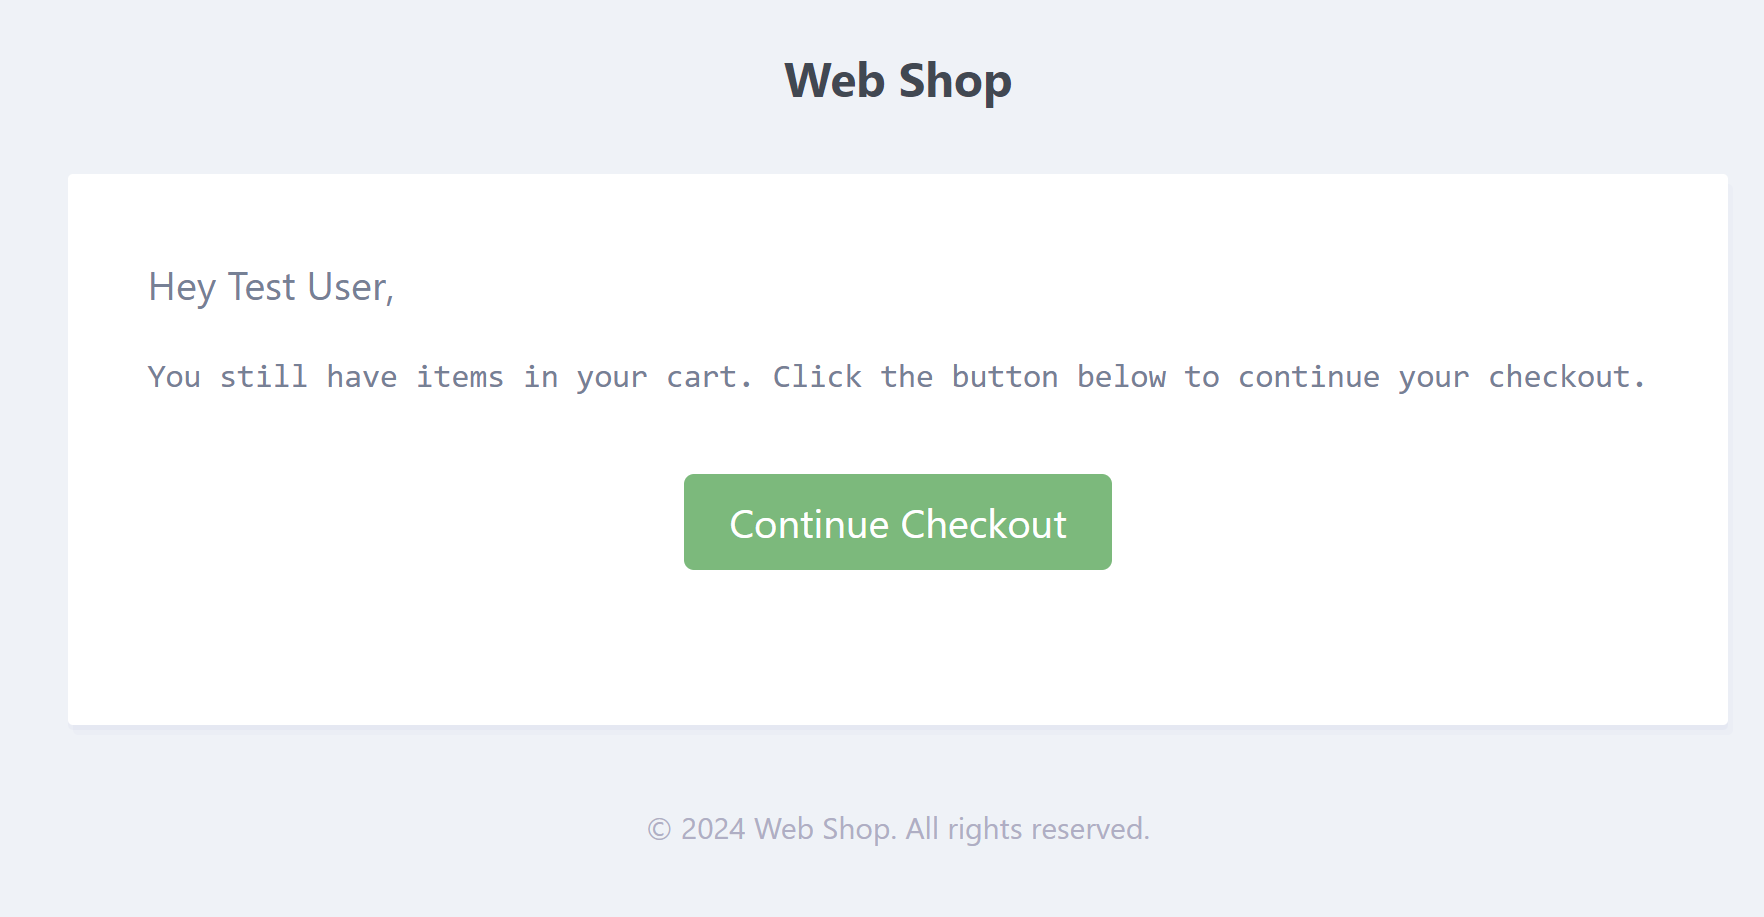 Web Shop
Hey Test User,
You still have items in your cart. Click the button below to continue your checkout.
Continue Checkout
© 2024 Web Shop. All rights reserved.